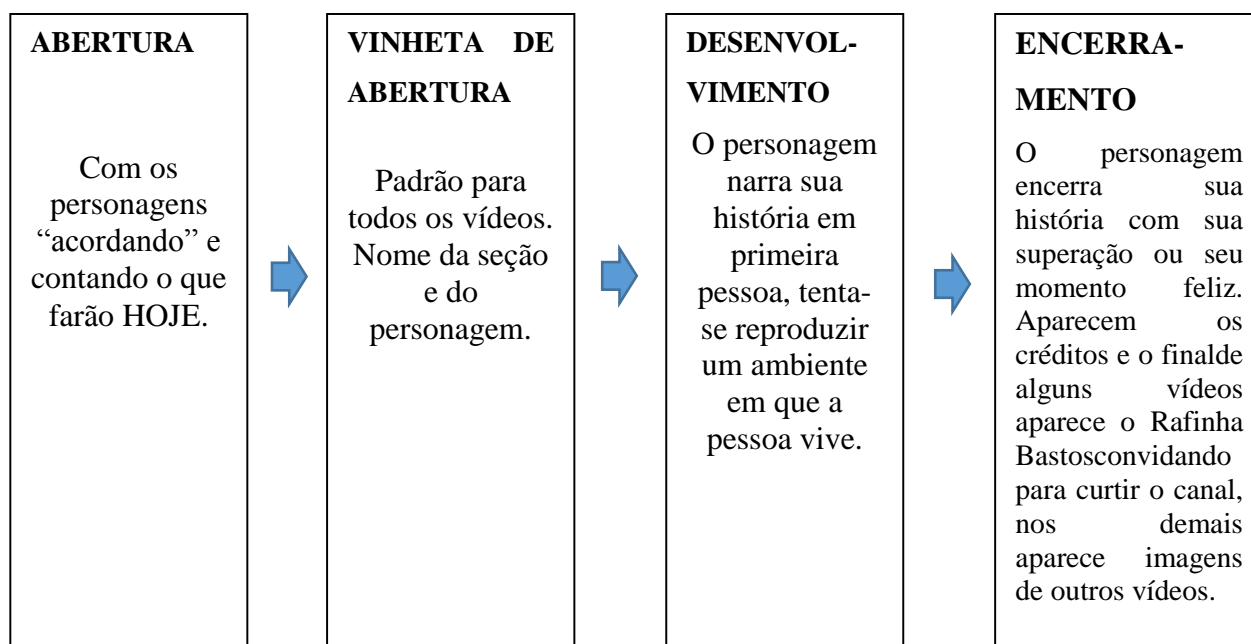 ABERTURA
Com os
personagens
“acordando” e
contando o que
farão HOJE.
VINHETA DE
ABERTURA
Padrão para
todos os vídeos.
Nome da seção
e do
personagem.
DESENVOL-
VIMENTO
O personagem
narra sua
história em
primeira
pessoa, tenta-
se reproduzir
um ambiente
em que a
pessoa vive.
ENCERRA-
MENTO
O personagem
encerra sua
história com sua
superação ou seu
momento feliz.
Aparecem os
créditos e o finalde
alguns vídeos
aparece o Rafinha
Bastosconvidando
para curtir o canal,
nos demais
aparece imagens
de outros vídeos.